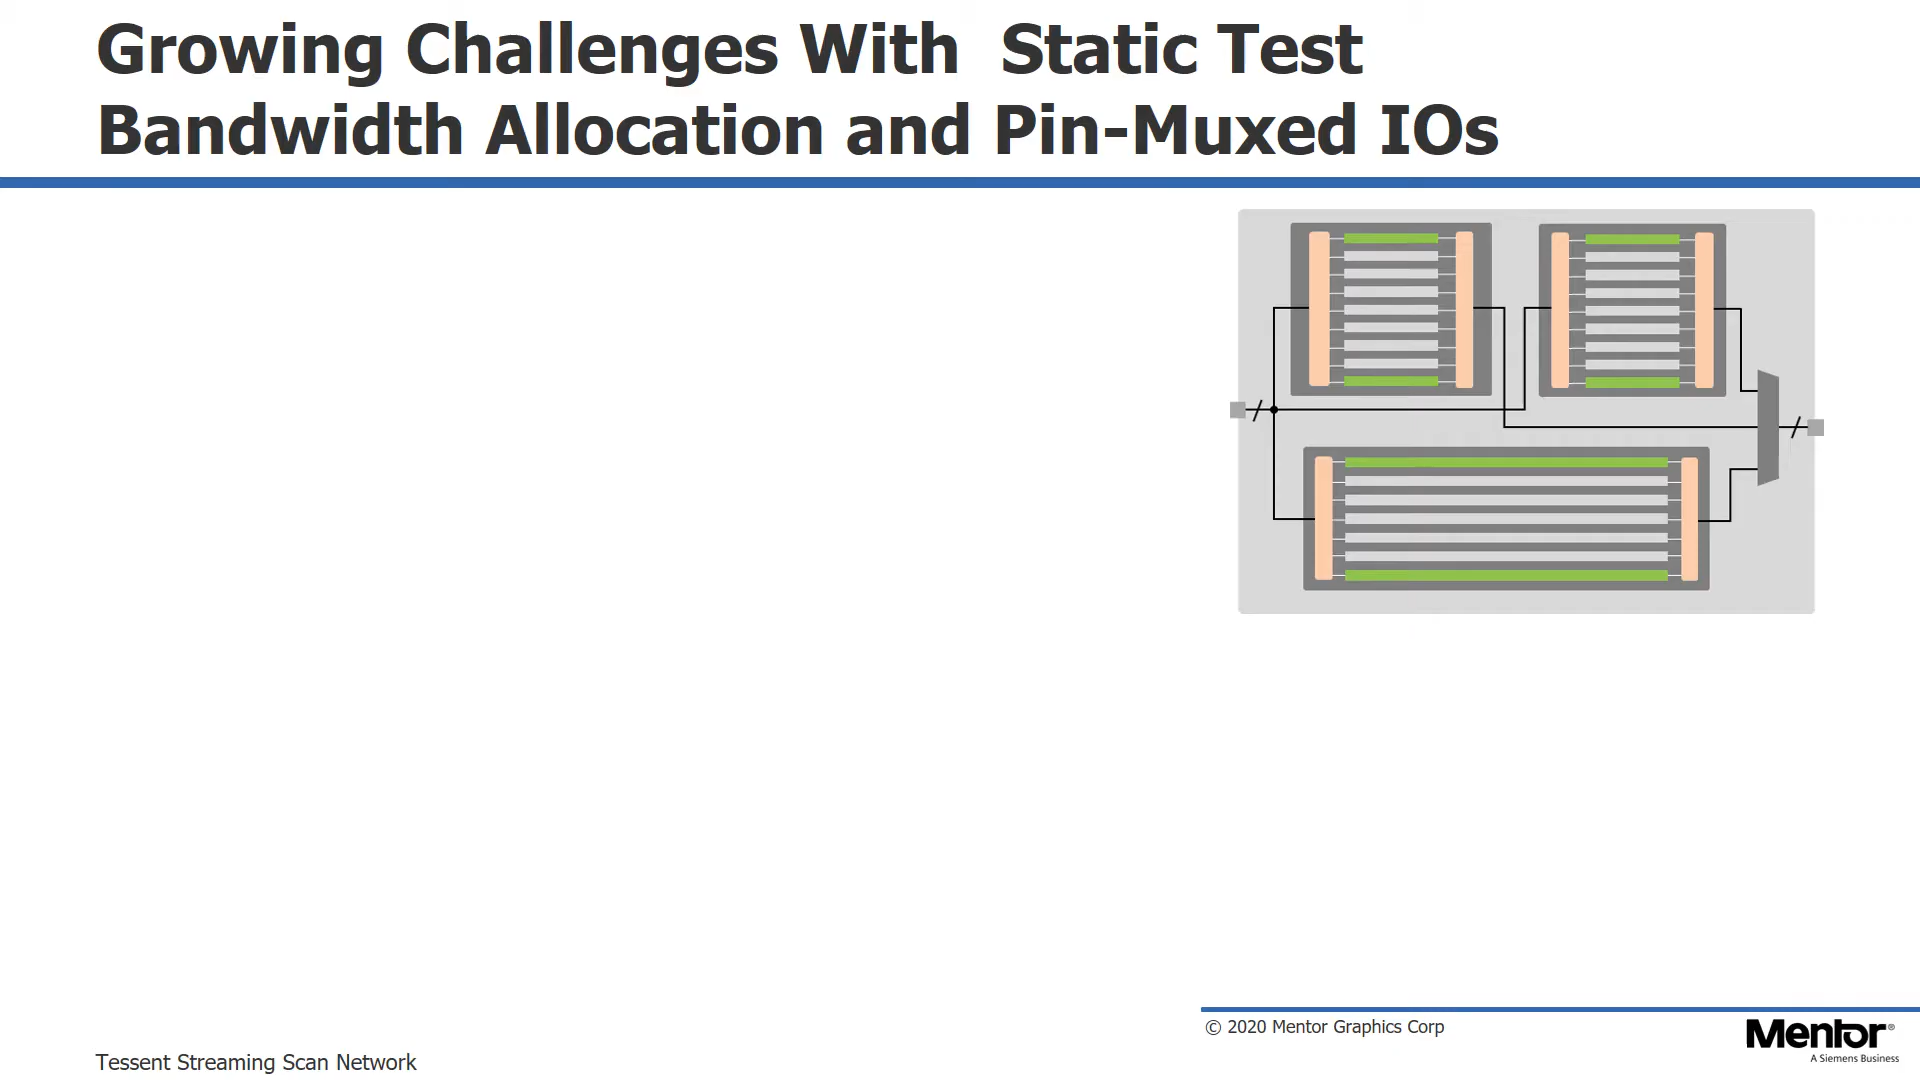 Growing Challenges With  Static Test
Bandwidth Allocation and Pin-Muxed IOs
© 2020 Mentor Graphics Corp
Mentor®
A Siemens Business
Tessent Streaming Scan Network